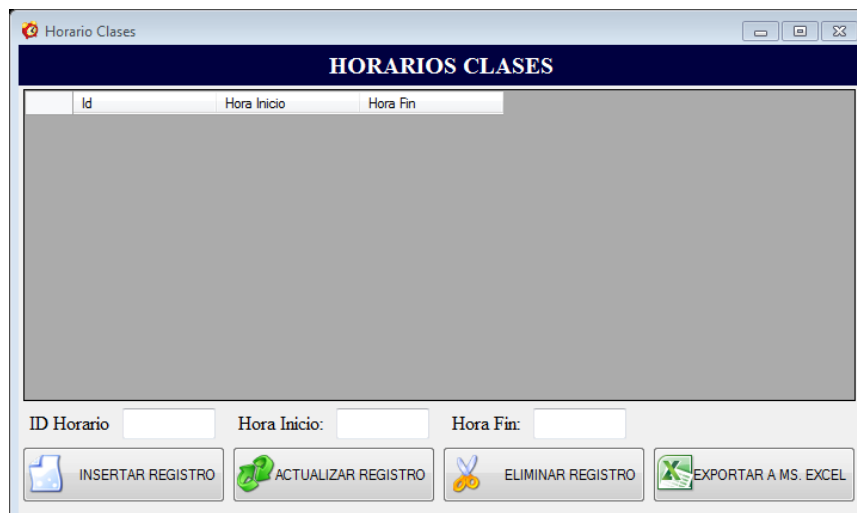 Horario Clases
HORARIOS CLASES
Id Hora Inicio Hora Fin
ID Horario Hora Inicio: Hora Fin:
INSERTAR REGISTRO ACTUALIZAR REGISTRO ELIMINAR REGISTRO EXPORTAR A MS. EXCEL